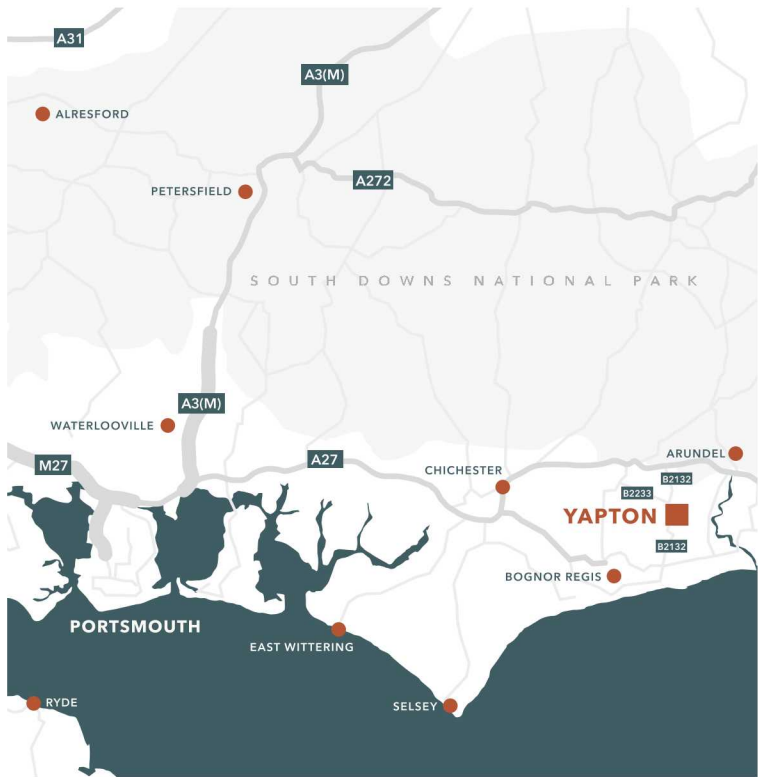 A31
A3(M)
ALRESFORD
PETERSFIELD
A272
SOUTH DOWNS NATIONAL PARK
A3(M)
WATERLOOVILLE
M27
A27
CHICHESTER
ARUNDEL
B2132
B2233
YAPTON
B2132
BOGNOR REGIS
PORTSMOUTH
EAST WITTERING
RYDE
SELSEY